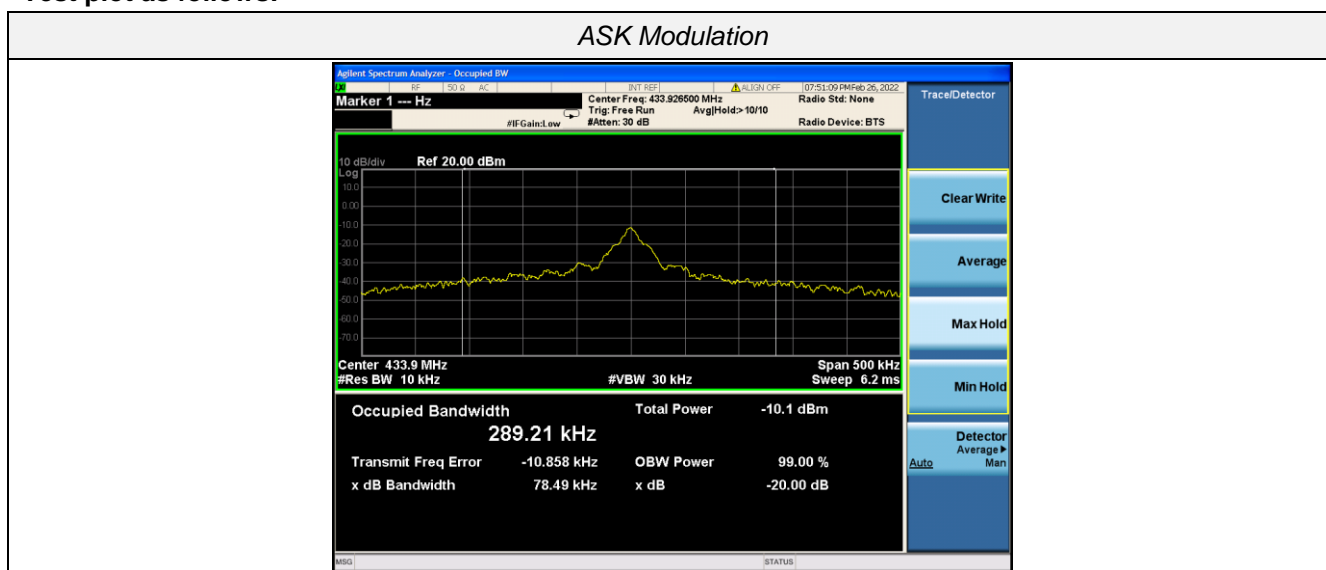 ASK Modulation
Agilent Spectrum Analyzer - Occupied BW
RF 50 Ω AC INT REF ALIGN OFF 07:51:09 PM Feb 26, 2022
Marker 1 --- Hz
Center Freq: 433.926500 MHz Radio Std: None
Trig: Free Run Avg|Hold:>10/10
#IFGain:Low #Atten: 30 dB Radio Device: BTS
Trace/Detector
10 dB/div Ref 20.00 dBm
Log
10.0
0.00
-10.0
-20.0
-30.0
-40.0
-50.0
-60.0
-70.0
Center 433.9 MHz Span 500 kHz
#Res BW 10 kHz #VBW 30 kHz Sweep 6.2 ms
Occupied Bandwidth Total Power -10.1 dBm
289.21 kHz
Transmit Freq Error -10.858 kHz OBW Power 99.00 %
x dB Bandwidth 78.49 kHz x dB -20.00 dB
Clear Write
Average
Max Hold
Min Hold
Detector
Average▶
Auto Man
MSG STATUS